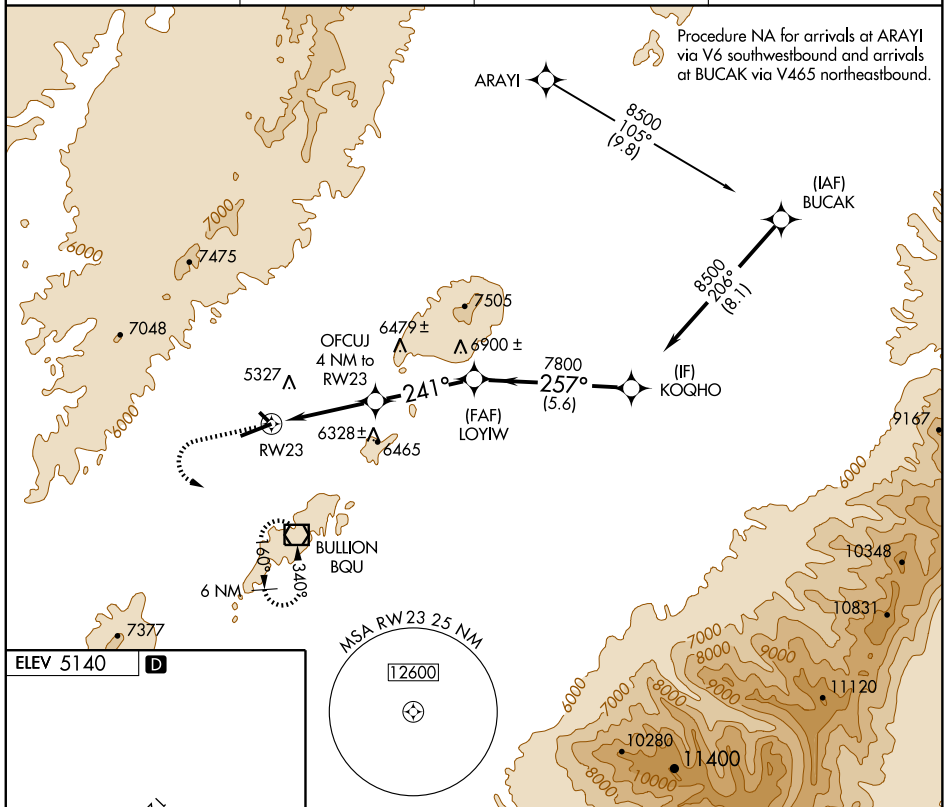 Procedure NA for arrivals at ARAYI
via V6 southwestbound and arrivals
at BUCAK via V465 northeastbound.
ARAYI
8500
105°
(9.8)
(IAF)
BUCAK
8500
206°
(8.1)
7000
6000
7475
7048
7505
6479 ±
6900 ±
OFCUJ
4 NM to
RW23
5327
241°
7800
257°
(5.6)
(IF)
KOQHO
(FAF)
LOYIW
RW23
6328 ±
6465
6000
9167
6000
BULLION
BQU
160°
340°
6 NM
7377
10348
10831
11120
7000
8000
9000
9000
8000
7000
6000
10280
11400
10000
8000
MSA RW23 25 NM
12600
ELEV 5140
D